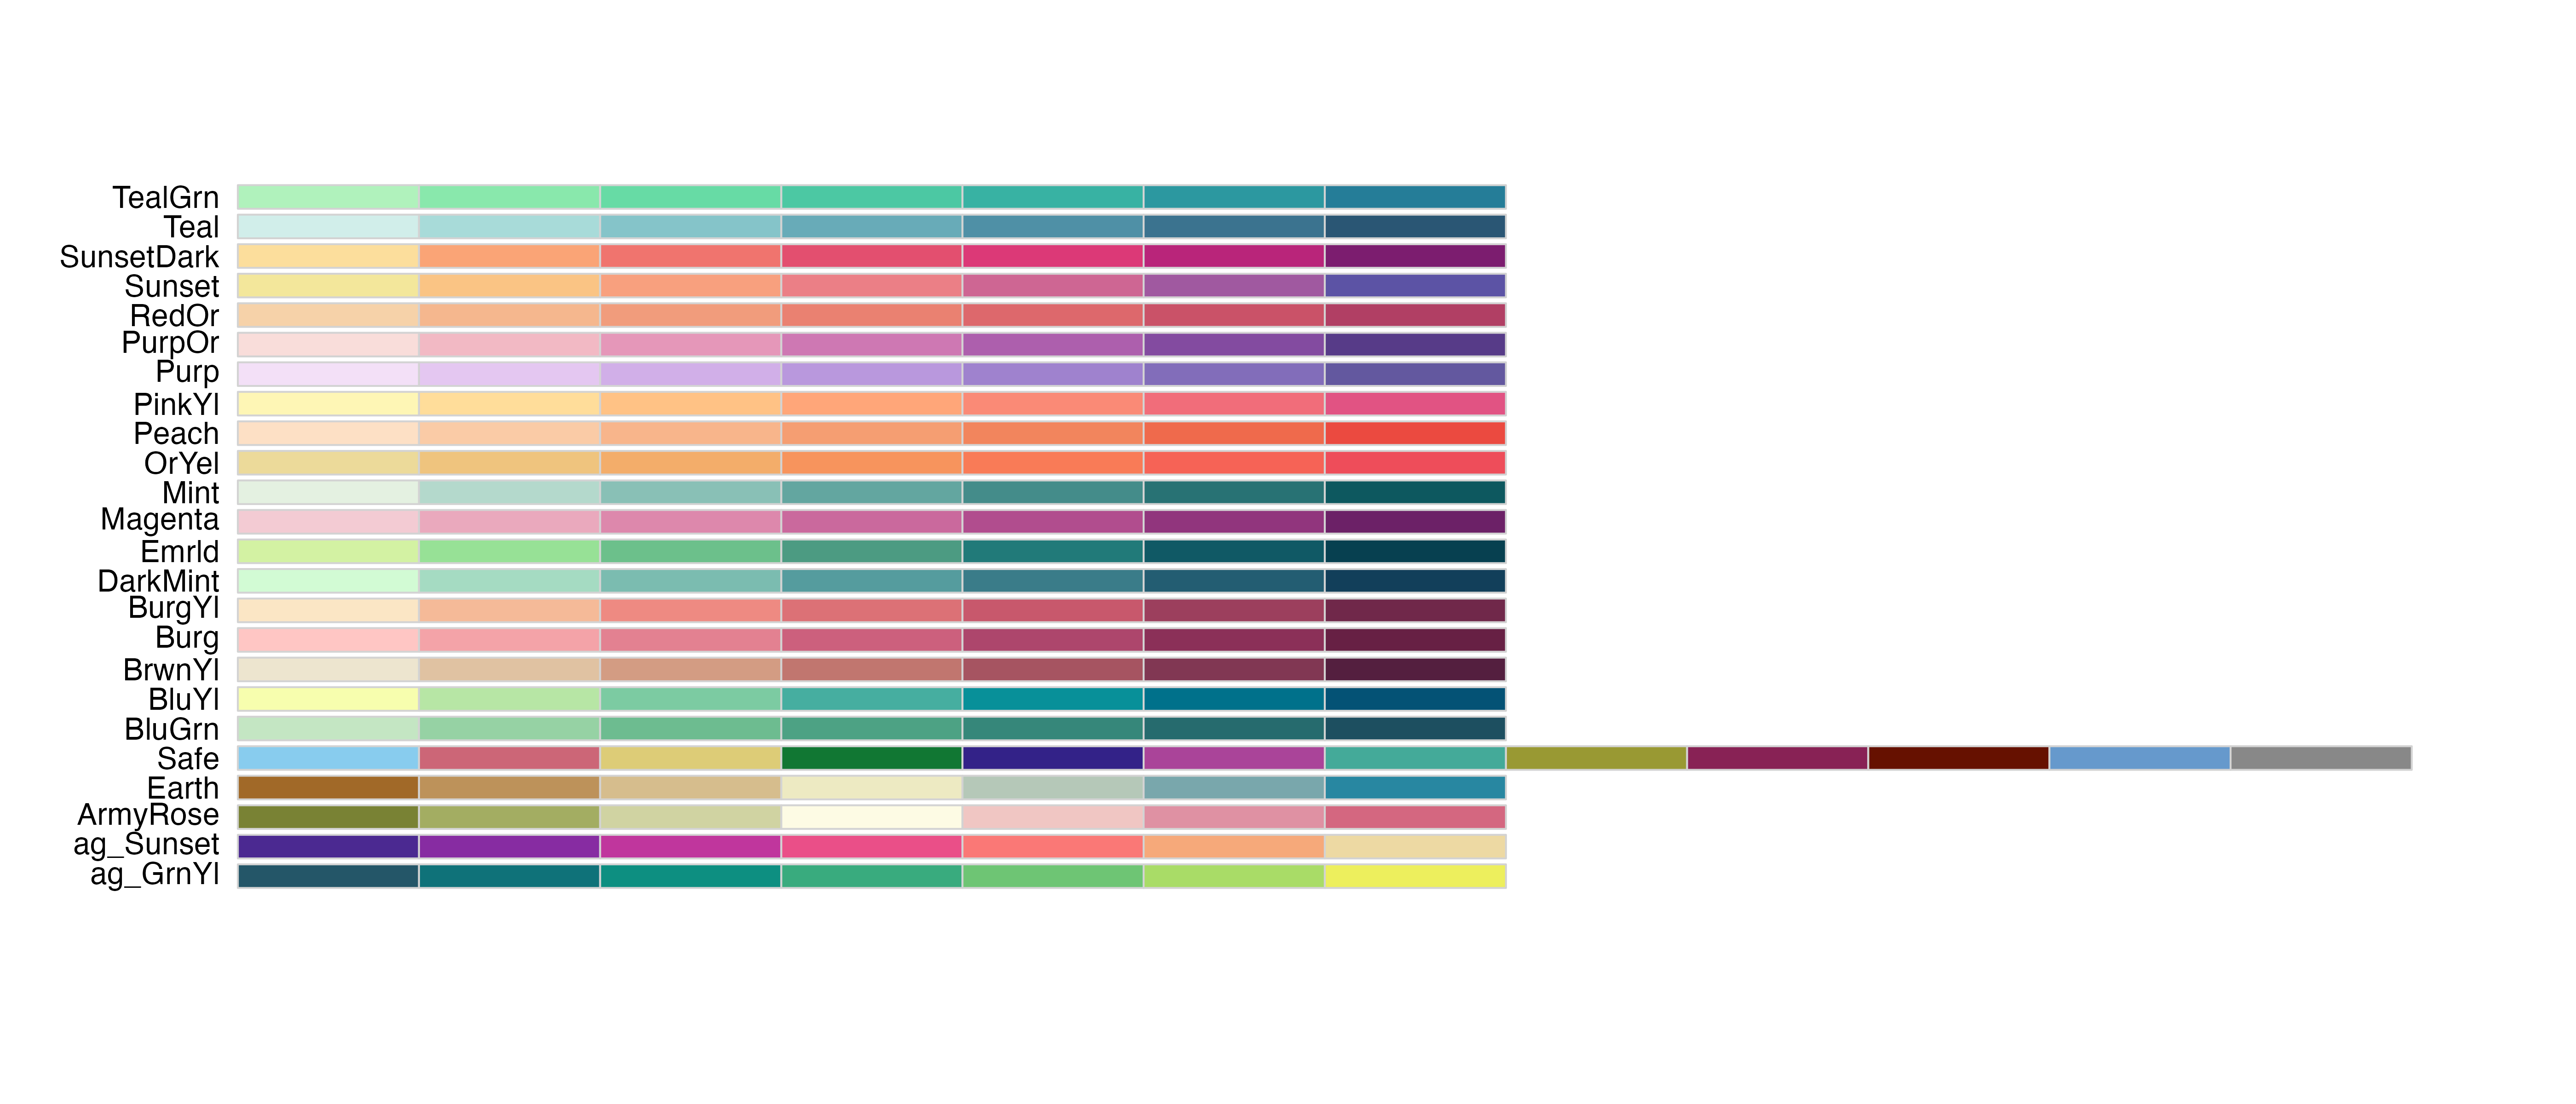 TealGrn
Teal
SunsetDark
Sunset
RedOr
PurpOr
Purp
PinkYl
Peach
OrYel
Mint
Magenta
Emrld
DarkMint
BurgYl
Burg
BrwnYl
BluYl
BluGrn
Safe
Earth
ArmyRose
ag_Sunset
ag_GrnYl